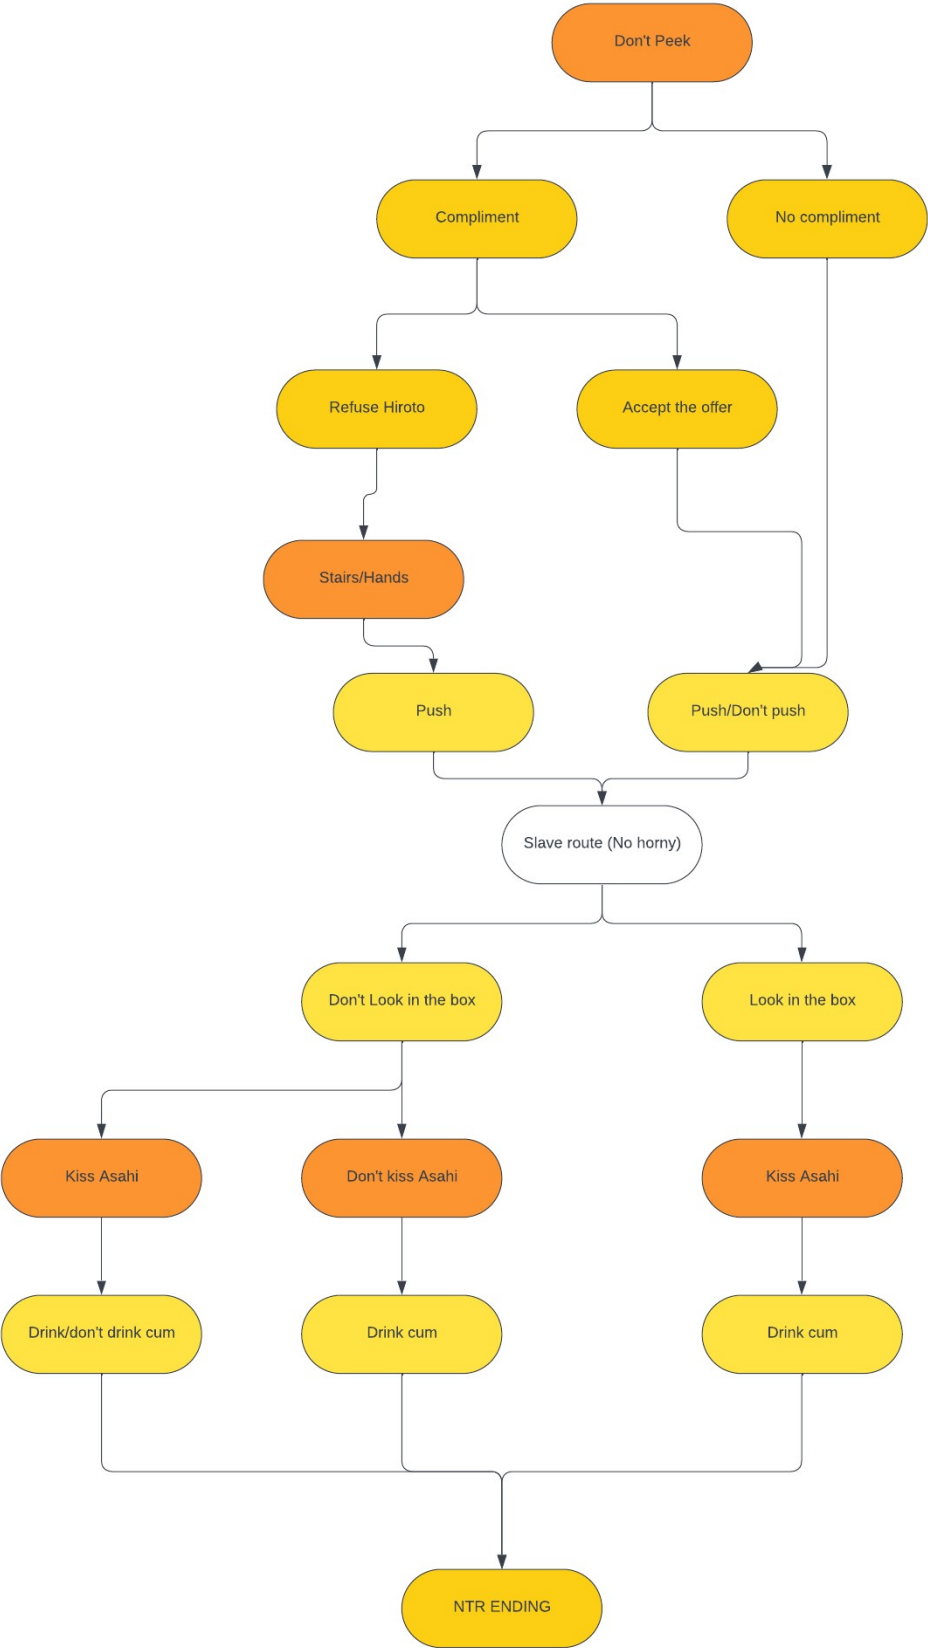 Don't Peek
Compliment
No compliment
Refuse Hiroto
Accept the offer
Stairs/Hands
Push
Push/Don't push
Slave route (No horny)
Don't Look in the box
Look in the box
Kiss Asahi
Don't kiss Asahi
Kiss Asahi
Drink/don't drink cum
Drink cum
Drink cum
NTR ENDING